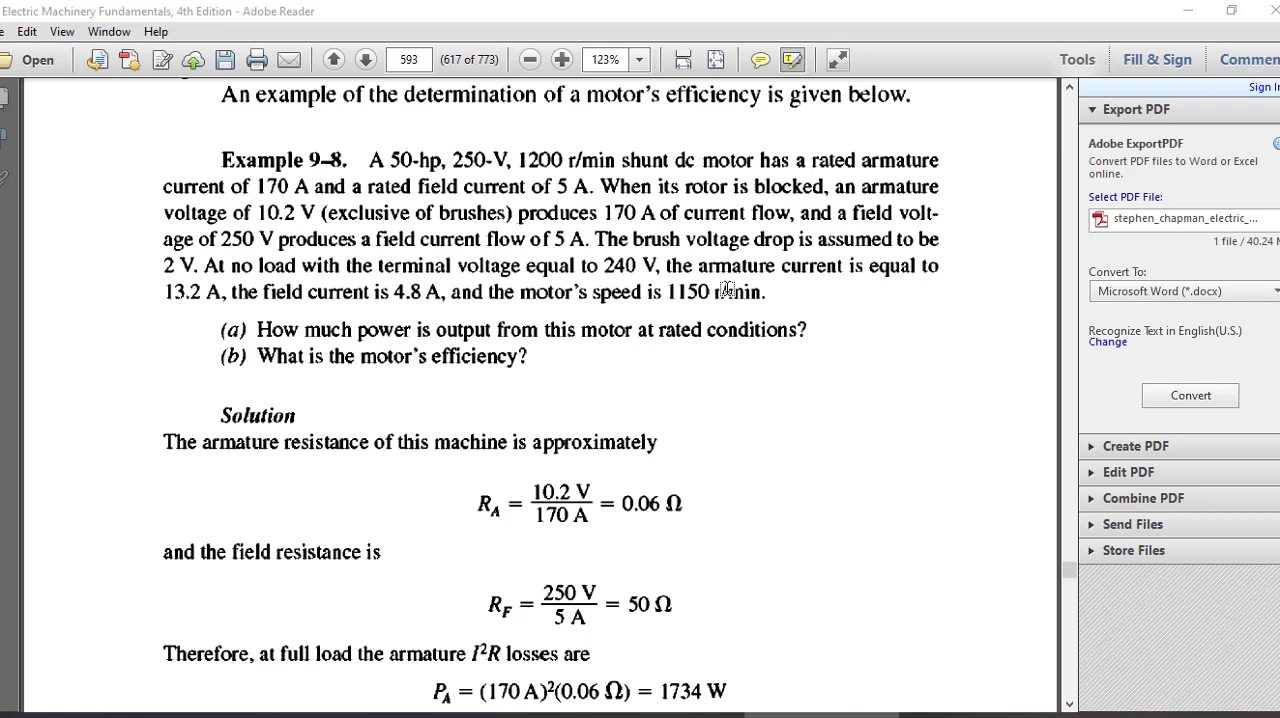 Electric Machinery Fundamentals, 4th Edition - Adobe Reader
Edit View Window Help
Open 593 (617 of 773) 123% Tools Fill & Sign Commen
Sign In
An example of the determination of a motor's efficiency is given below.
Export PDF
Adobe ExportPDF
Convert PDF files to Word or Excel
online.
Select PDF File:
stephen_chapman_electric_...
1 file / 40.24 M
Convert To:
Microsoft Word (*.docx)
Recognize Text in English(U.S.)
Change
Convert
Create PDF
Edit PDF
Combine PDF
Send Files
Store Files
Example 9–8. A 50-hp, 250-V, 1200 r/min shunt dc motor has a rated armature
current of 170 A and a rated field current of 5 A. When its rotor is blocked, an armature
voltage of 10.2 V (exclusive of brushes) produces 170 A of current flow, and a field volt-
age of 250 V produces a field current flow of 5 A. The brush voltage drop is assumed to be
2 V. At no load with the terminal voltage equal to 240 V, the armature current is equal to
13.2 A, the field current is 4.8 A, and the motor's speed is 1150 r/min.
(a) How much power is output from this motor at rated conditions?
(b) What is the motor's efficiency?
Solution
The armature resistance of this machine is approximately
R_A = 10.2 V / 170 A = 0.06 Ω
and the field resistance is
R_F = 250 V / 5 A = 50 Ω
Therefore, at full load the armature I²R losses are
P_A = (170 A)²(0.06 Ω) = 1734 W